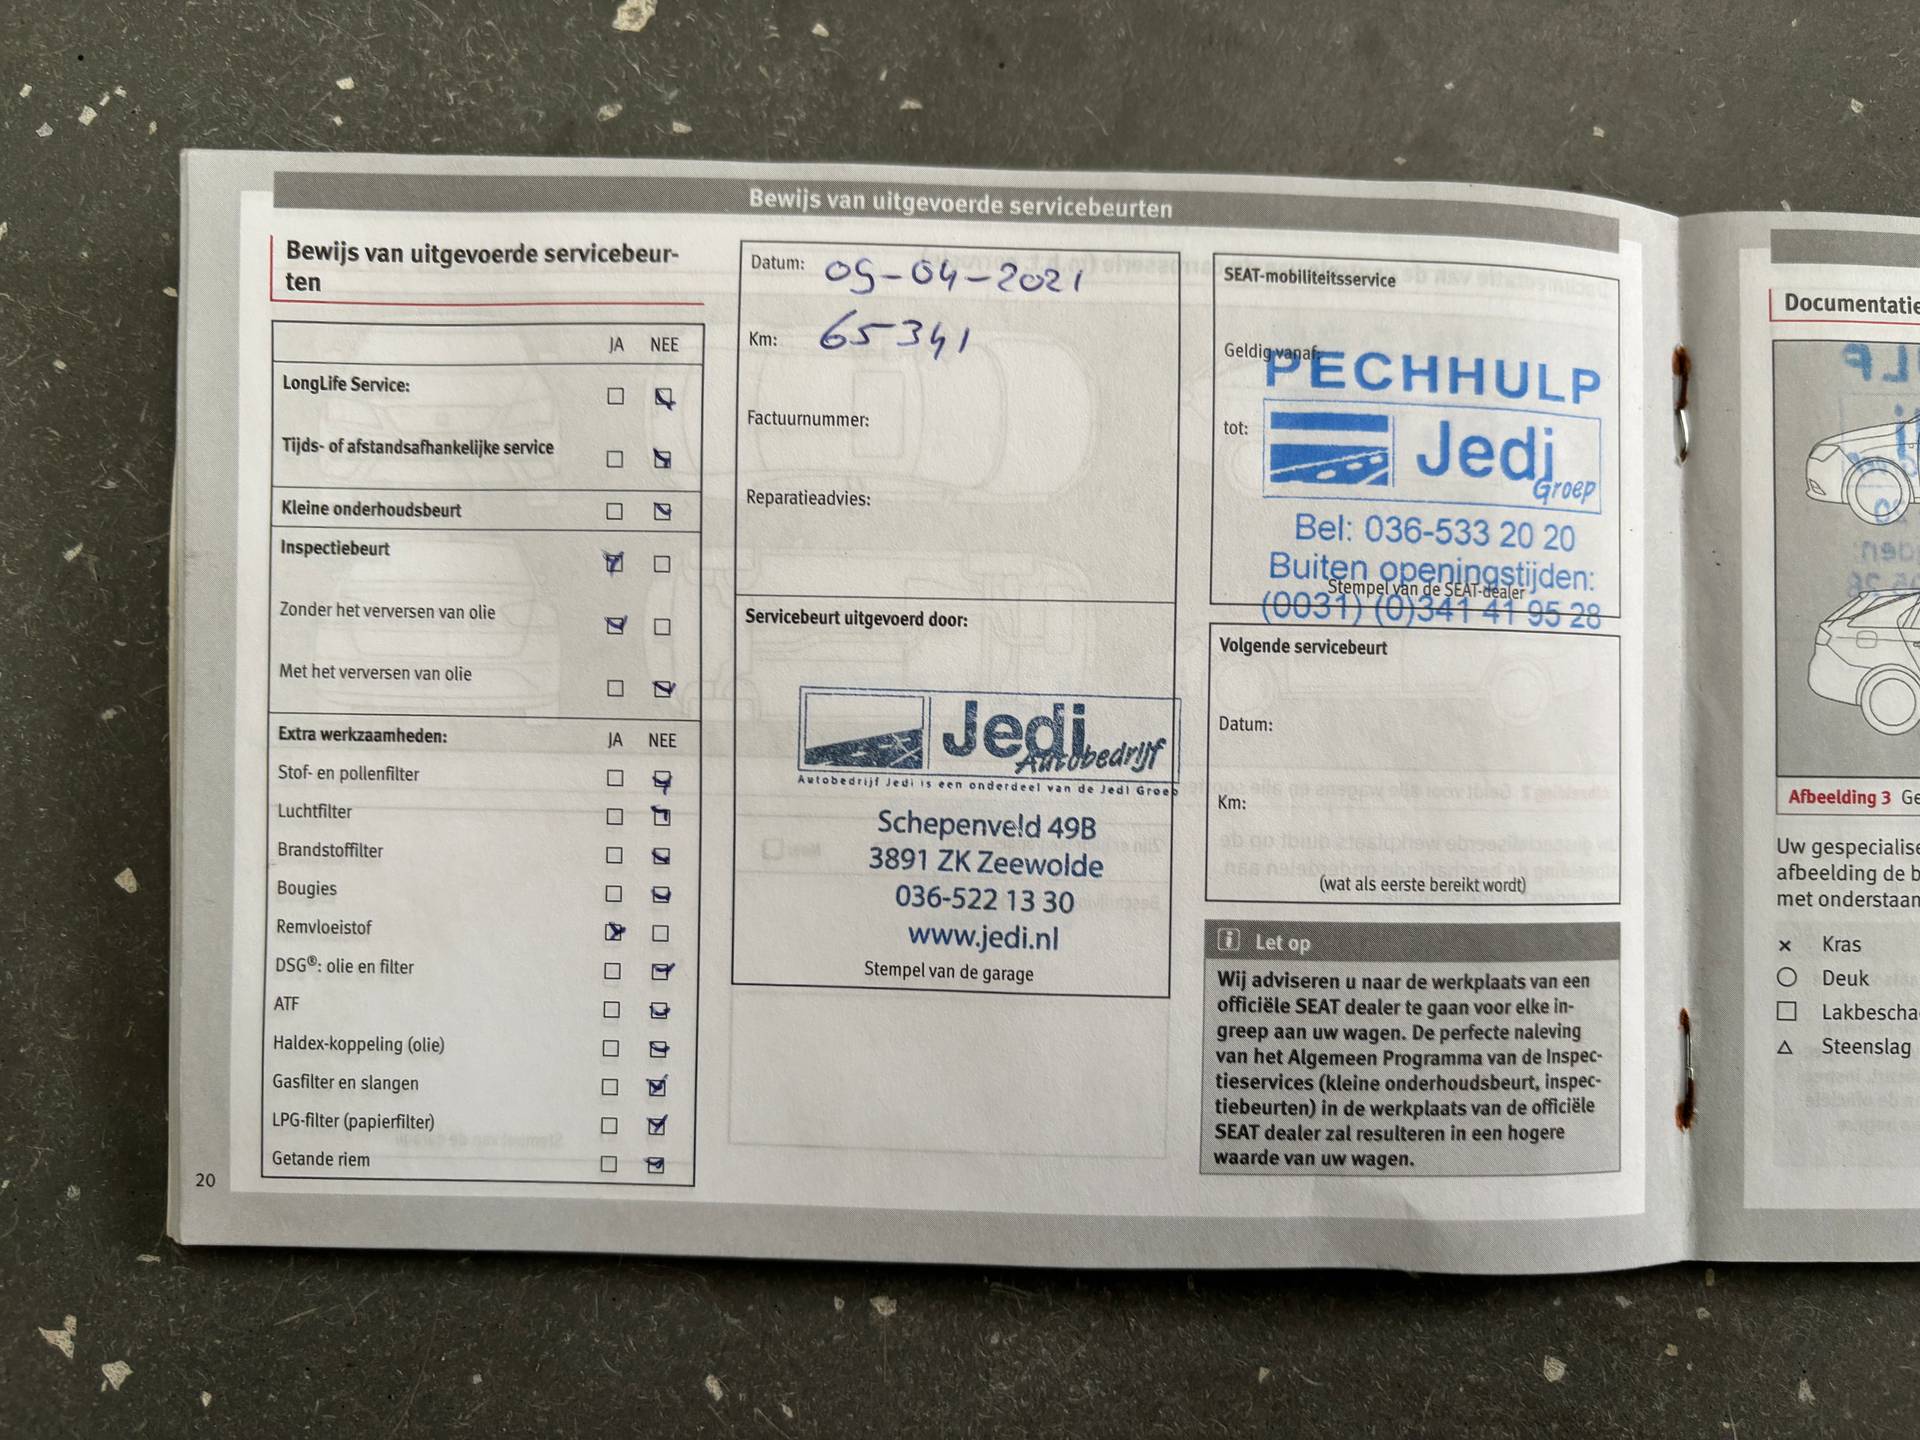 Bewijs van uitgevoerde servicebeurten
Bewijs van uitgevoerde servicebeur-
ten
JA NEE
LongLife Service:
Tijds- of afstandsafhankelijke service
Kleine onderhoudsbeurt
Inspectiebeurt
Zonder het verversen van olie
Met het verversen van olie
Extra werkzaamheden: JA NEE
Stof- en pollenfilter
Luchtfilter
Brandstoffilter
Bougies
Remvloeistof
DSG®: olie en filter
ATF
Haldex-koppeling (olie)
Gasfilter en slangen
LPG-filter (papierfilter)
Getande riem
20
Datum: 09-04-2021
Km: 65341
Factuurnummer:
Reparatieadvies:
Servicebeurt uitgevoerd door:
Jedi
Autobedrijf
Autobedrijf Jedi is een onderdeel van de Jedi Groep
Schepenveld 49B
3891 ZK Zeewolde
036-522 13 30
www.jedi.nl
Stempel van de garage
SEAT-mobiliteitsservice
Geldig vanaf:
PECHHULP
tot:
Jedi
Groep
Bel: 036-533 20 20
Buiten openingstijden:
Stempel van de SEAT-dealer
(0031) (0)341 41 95 28
Volgende servicebeurt
Datum:
Km:
(wat als eerste bereikt wordt)
i Let op
Wij adviseren u naar de werkplaats van een
officiële SEAT dealer te gaan voor elke in-
greep aan uw wagen. De perfecte naleving
van het Algemeen Programma van de Inspec-
tieservices (kleine onderhoudsbeurt, inspec-
tiebeurten) in de werkplaats van de officiële
SEAT dealer zal resulteren in een hogere
waarde van uw wagen.
Documentatie
Afbeelding 3 Ge
Uw gespecialise
afbeelding de b
met onderstaan
Kras
Deuk
Lakbescha
Steenslag